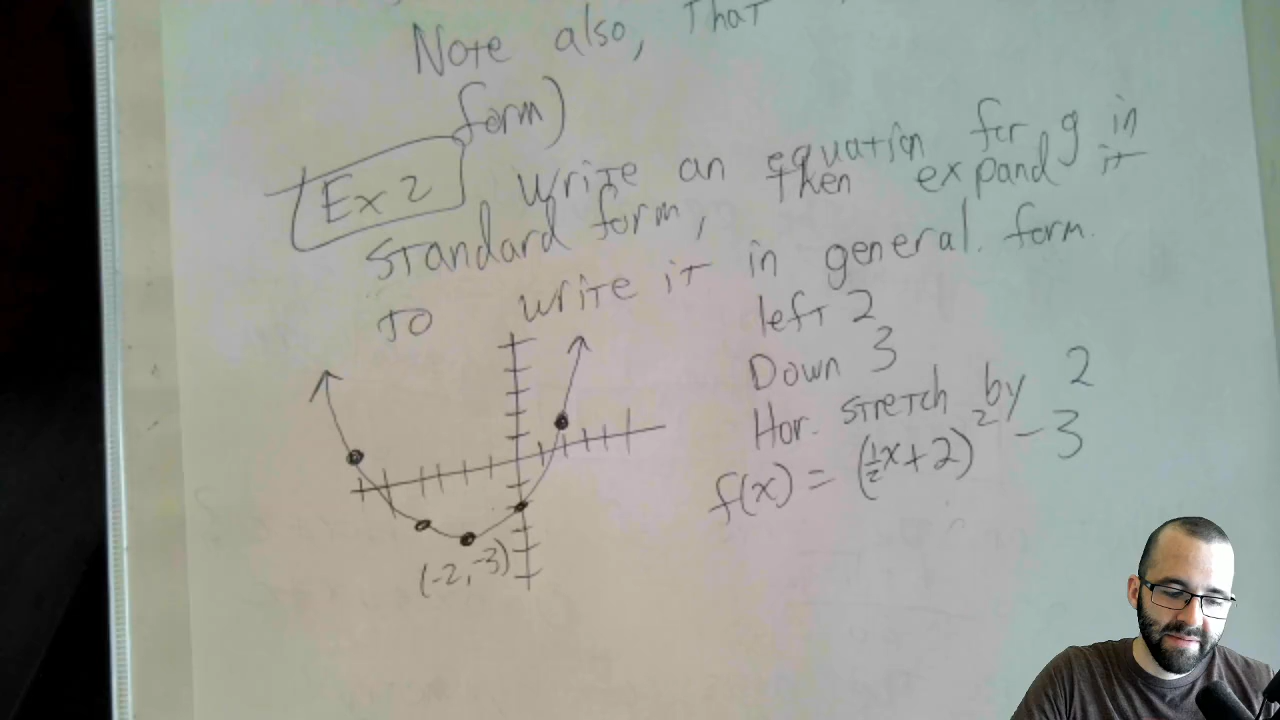 Note also, that
form)
Ex 2 Write an equation for g in
standard form, then expand it
to write it in general form.
left 2
Down 3
Hor. stretch by 2
f(x) = (½x+2)² - 3
(-2,-3)